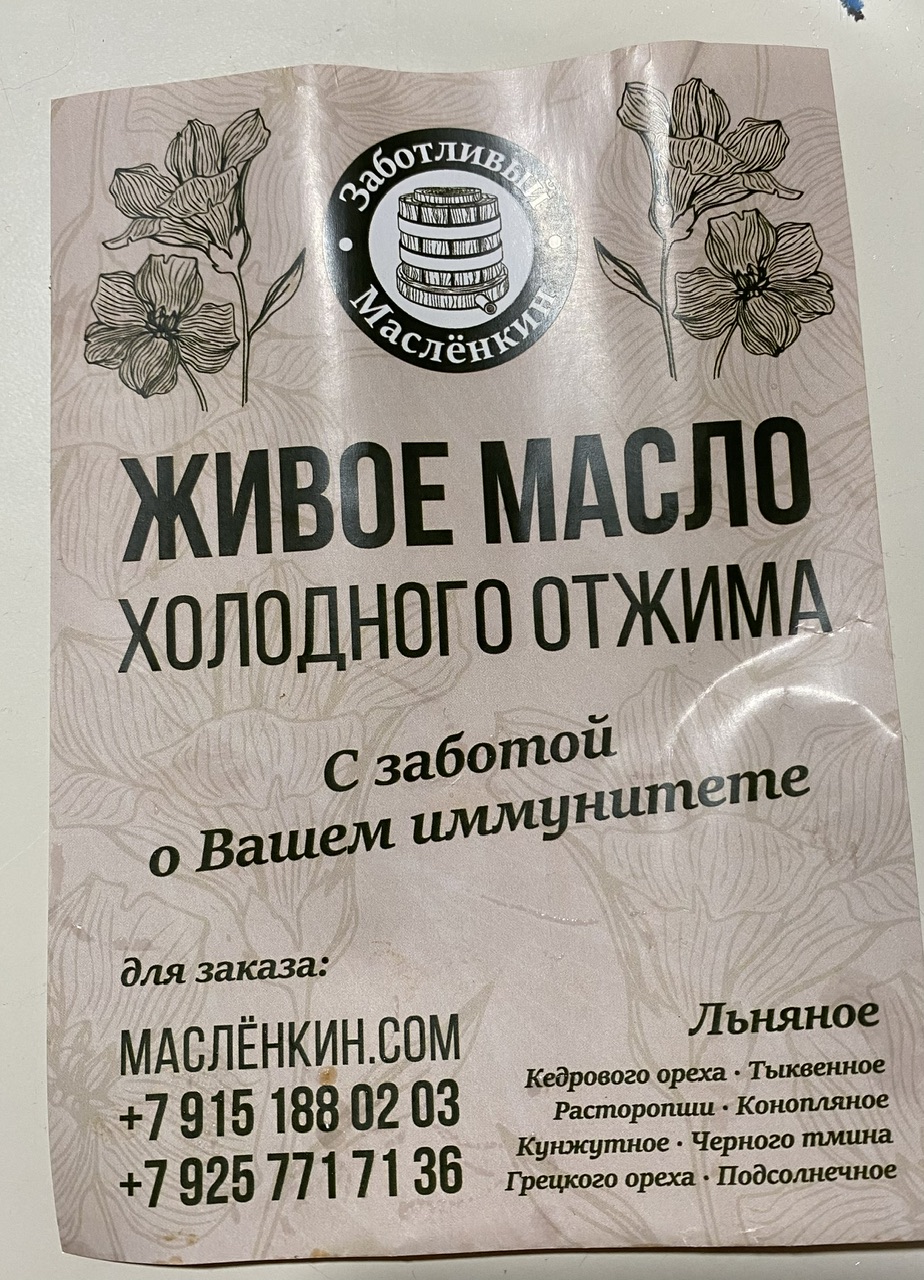 Заботливый
Маслёнкин
ЖИВОЕ МАСЛО
ХОЛОДНОГО ОТЖИМА
С заботой
о Вашем иммунитете
для заказа:
МАСЛЁНКИН.COM
+7 915 188 02 03
+7 925 771 71 36
Льняное
Кедрового ореха · Тыквенное
Расторопши · Конопляное
Кунжутное · Черного тмина
Грецкого ореха · Подсолнечное